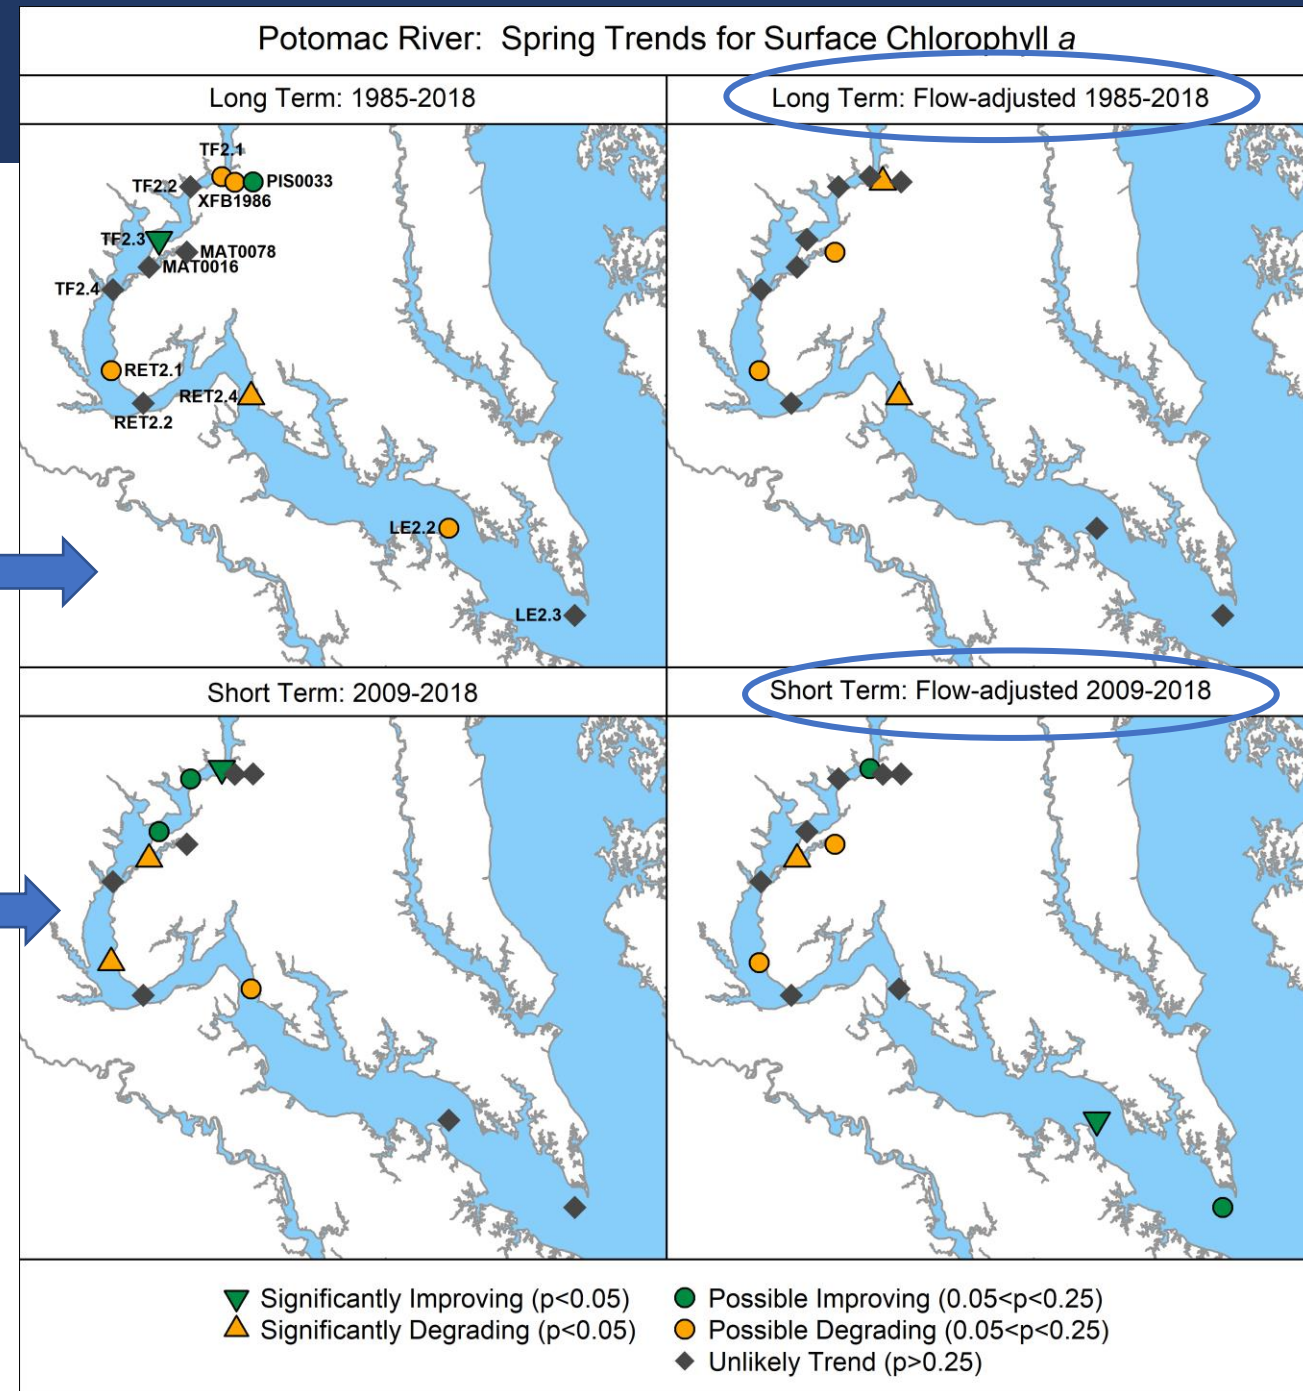 Potomac River: Spring Trends for Surface Chlorophyll a
Long Term: 1985-2018
Long Term: Flow-adjusted 1985-2018
TF2.1
TF2.2
PIS0033
XFB1986
TF2.3
MAT0078
MAT0016
TF2.4
RET2.1
RET2.4
RET2.2
LE2.2
LE2.3
Short Term: 2009-2018
Short Term: Flow-adjusted 2009-2018
Significantly Improving (p<0.05)
Possible Improving (0.05<p<0.25)
Significantly Degrading (p<0.05)
Possible Degrading (0.05<p<0.25)
Unlikely Trend (p>0.25)